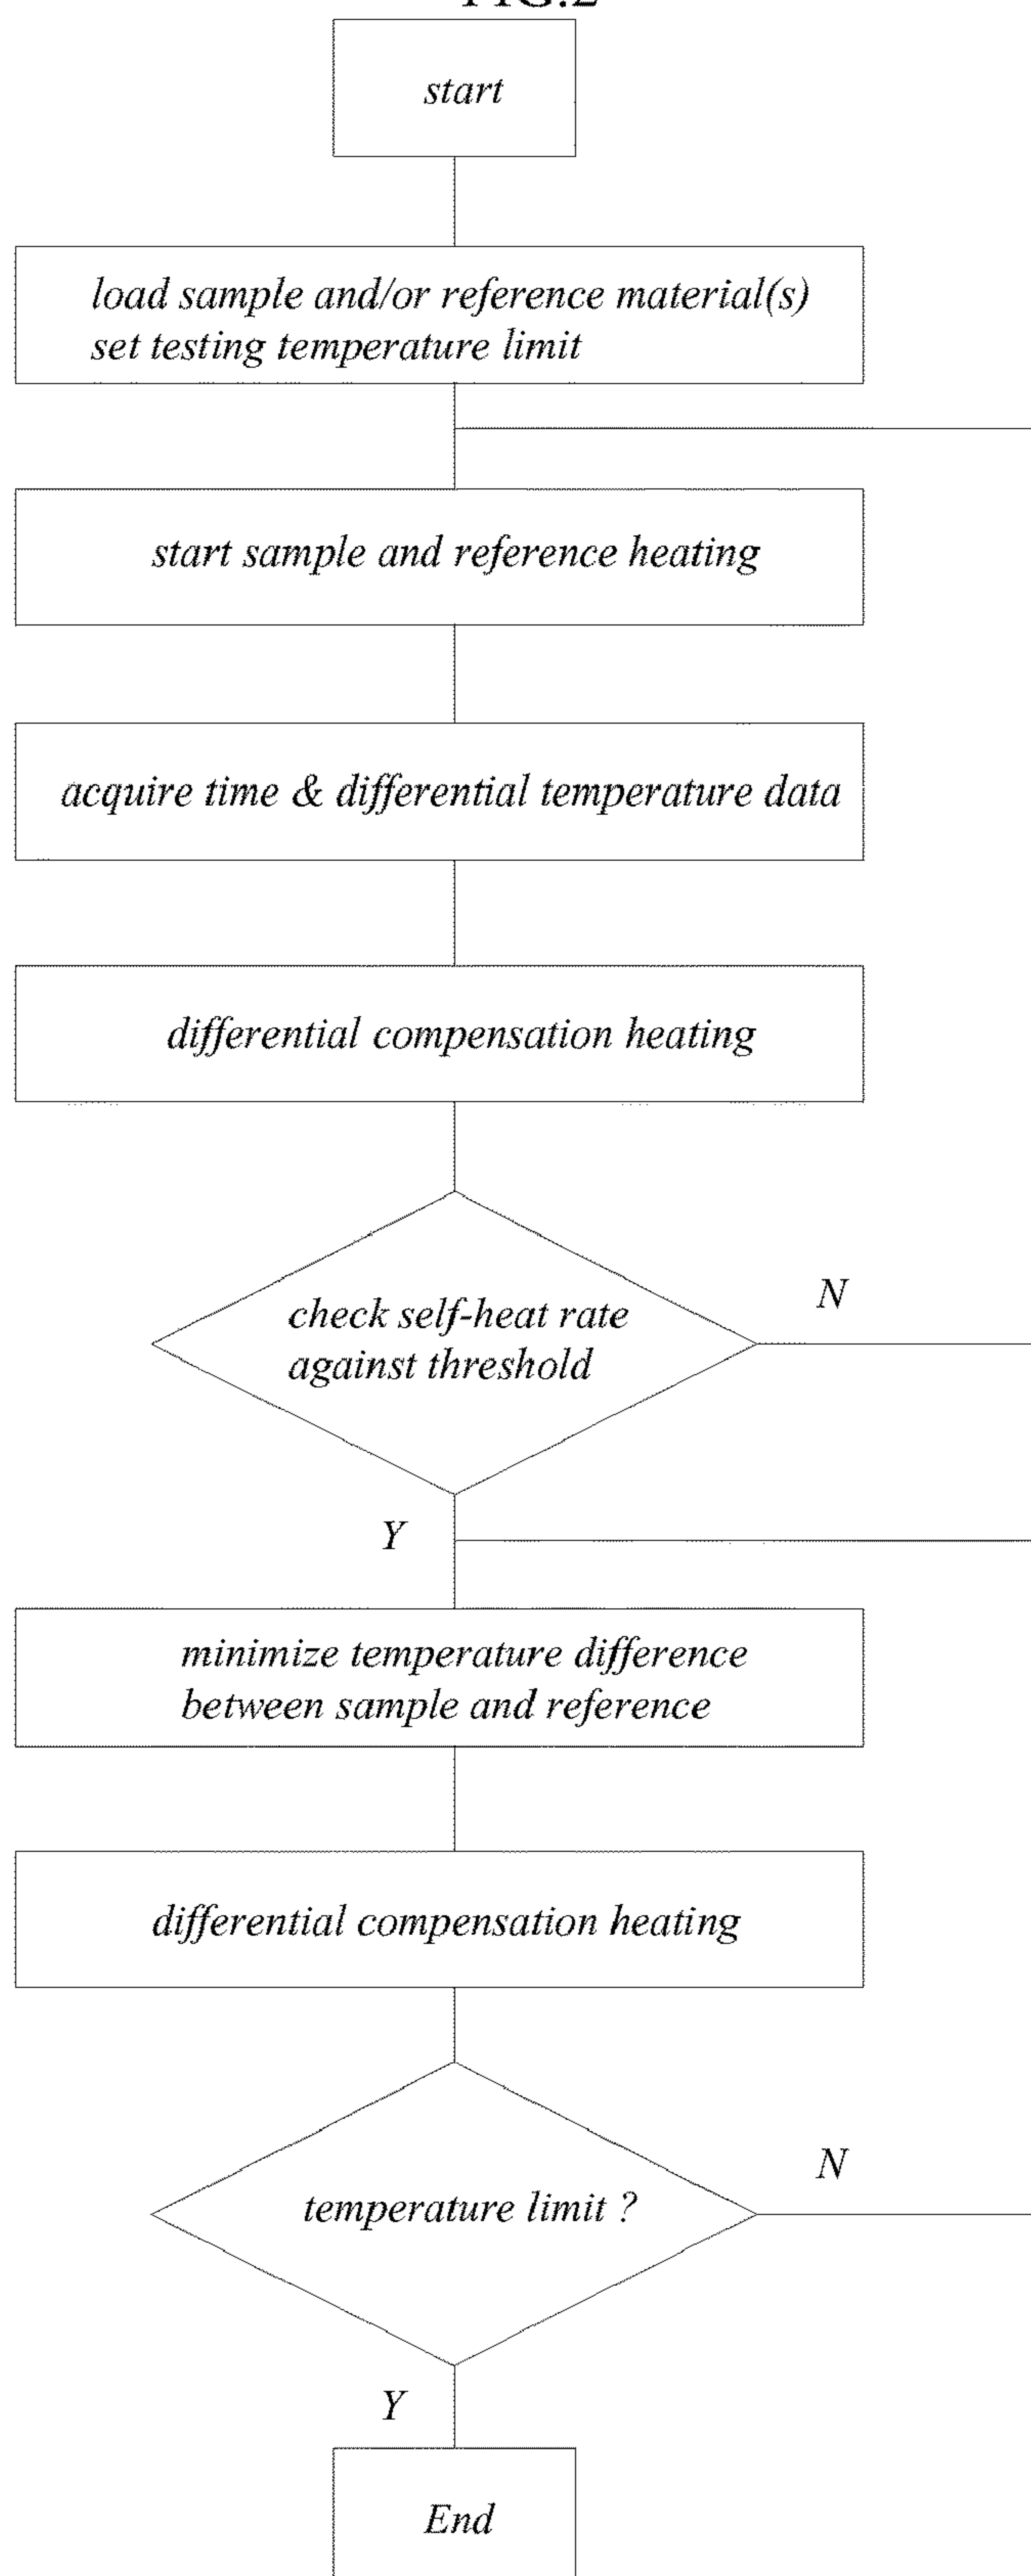 FIG.2
start
load sample and/or reference material(s)
set testing temperature limit
start sample and reference heating
acquire time & differential temperature data
differential compensation heating
N
check self-heat rate
against threshold
Y
minimize temperature difference
between sample and reference
differential compensation heating
N
temperature limit ?
Y
End